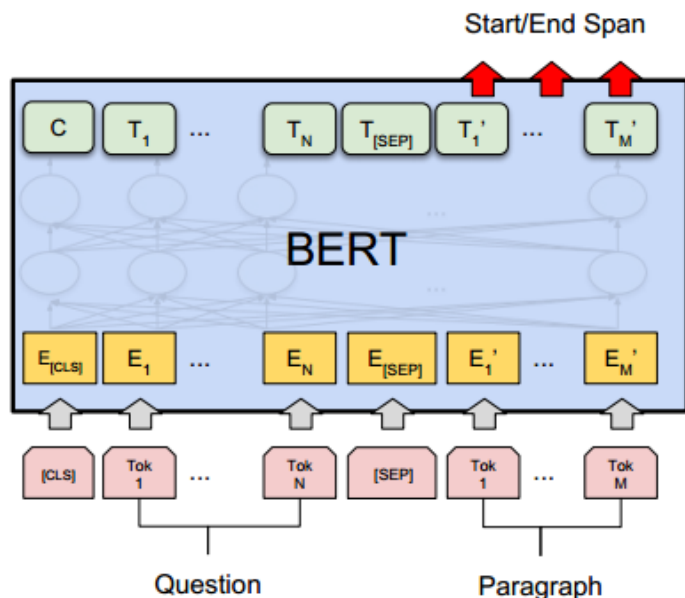 Start/End Span
C T1 ... TN T[SEP] T1' ... TM'
...
BERT
...
E[CLS] E1 ... EN E[SEP] E1' ... EM'
[CLS] Tok 1 ... Tok N [SEP] Tok 1 ... Tok M
Question Paragraph